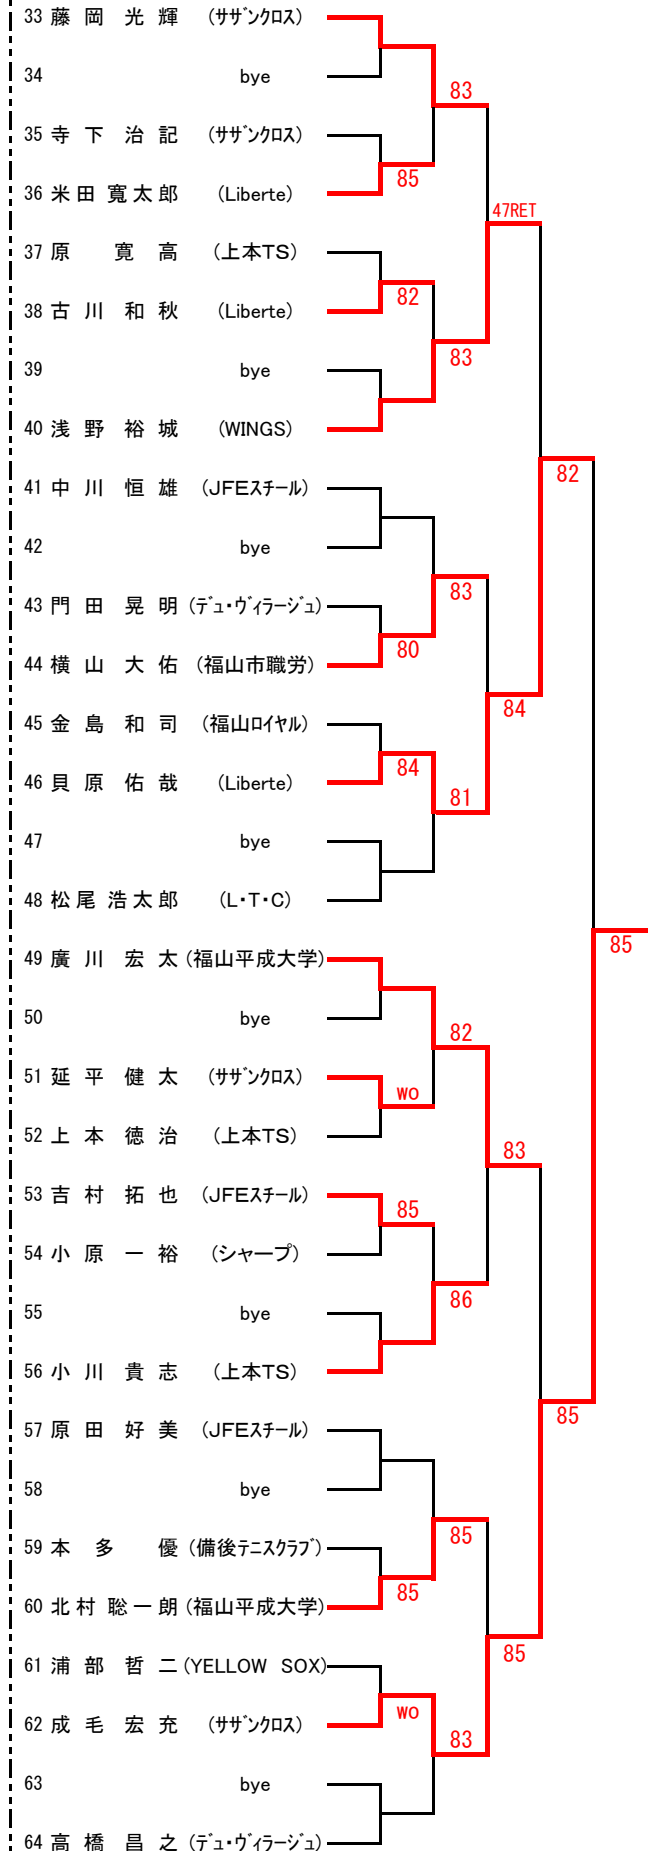 33 藤岡光輝 (サザンクロス)
34 bye
83
35 寺下治記 (サザンクロス)
85
36 米田寛太郎 (Liberte)
47RET
37 原 寛高 (上本TS)
82
38 古川和秋 (Liberte)
83
39 bye
40 浅野裕城 (WINGS)
82
41 中川恒雄 (JFEスチール)
42 bye
83
43 門田晃明 (デュ・ヴィラージュ)
80
44 横山大佑 (福山市職労)
84
45 金島和司 (福山ロイヤル)
84
46 貝原佑哉 (Liberte)
81
47 bye
48 松尾浩太郎 (L・T・C)
85
49 廣川宏太 (福山平成大学)
50 bye
82
51 延平健太 (サザンクロス)
WO
52 上本徳治 (上本TS)
83
53 吉村拓也 (JFEスチール)
85
54 小原一裕 (シャープ)
86
55 bye
56 小川貴志 (上本TS)
85
57 原田好美 (JFEスチール)
58 bye
85
59 本多 優 (備後テニスクラブ)
85
60 北村聡一朗 (福山平成大学)
85
61 浦部哲二 (YELLOW SOX)
WO
62 成毛宏充 (サザンクロス)
83
63 bye
64 高橋昌之 (デュ・ヴィラージュ)